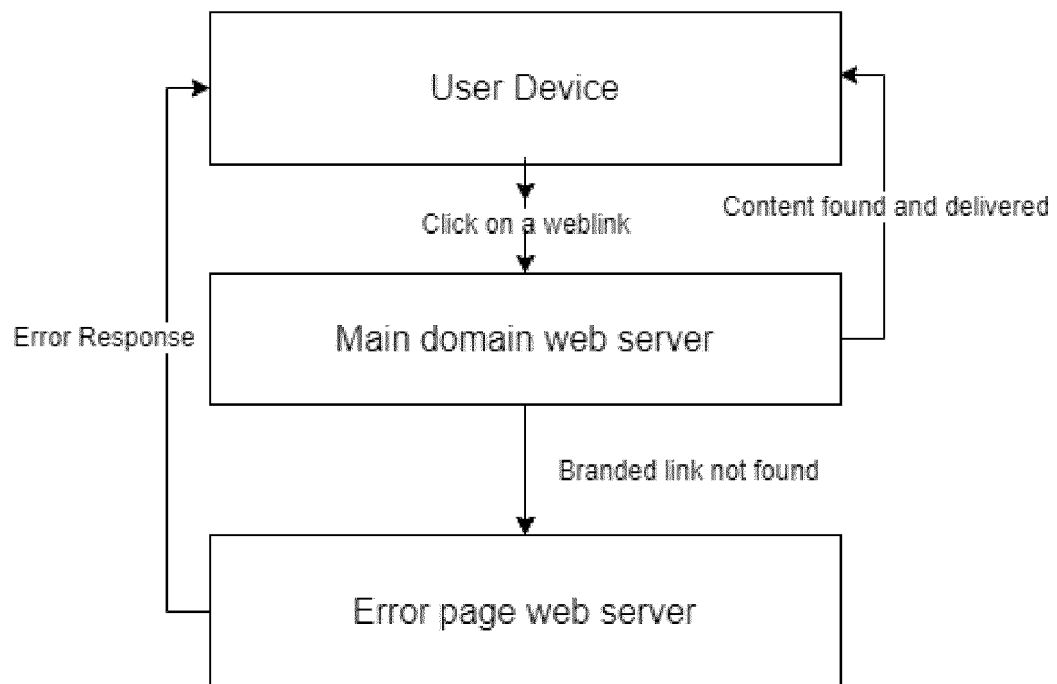 User Device
Click on a weblink
Content found and delivered
Main domain web server
Error Response
Branded link not found
Error page web server